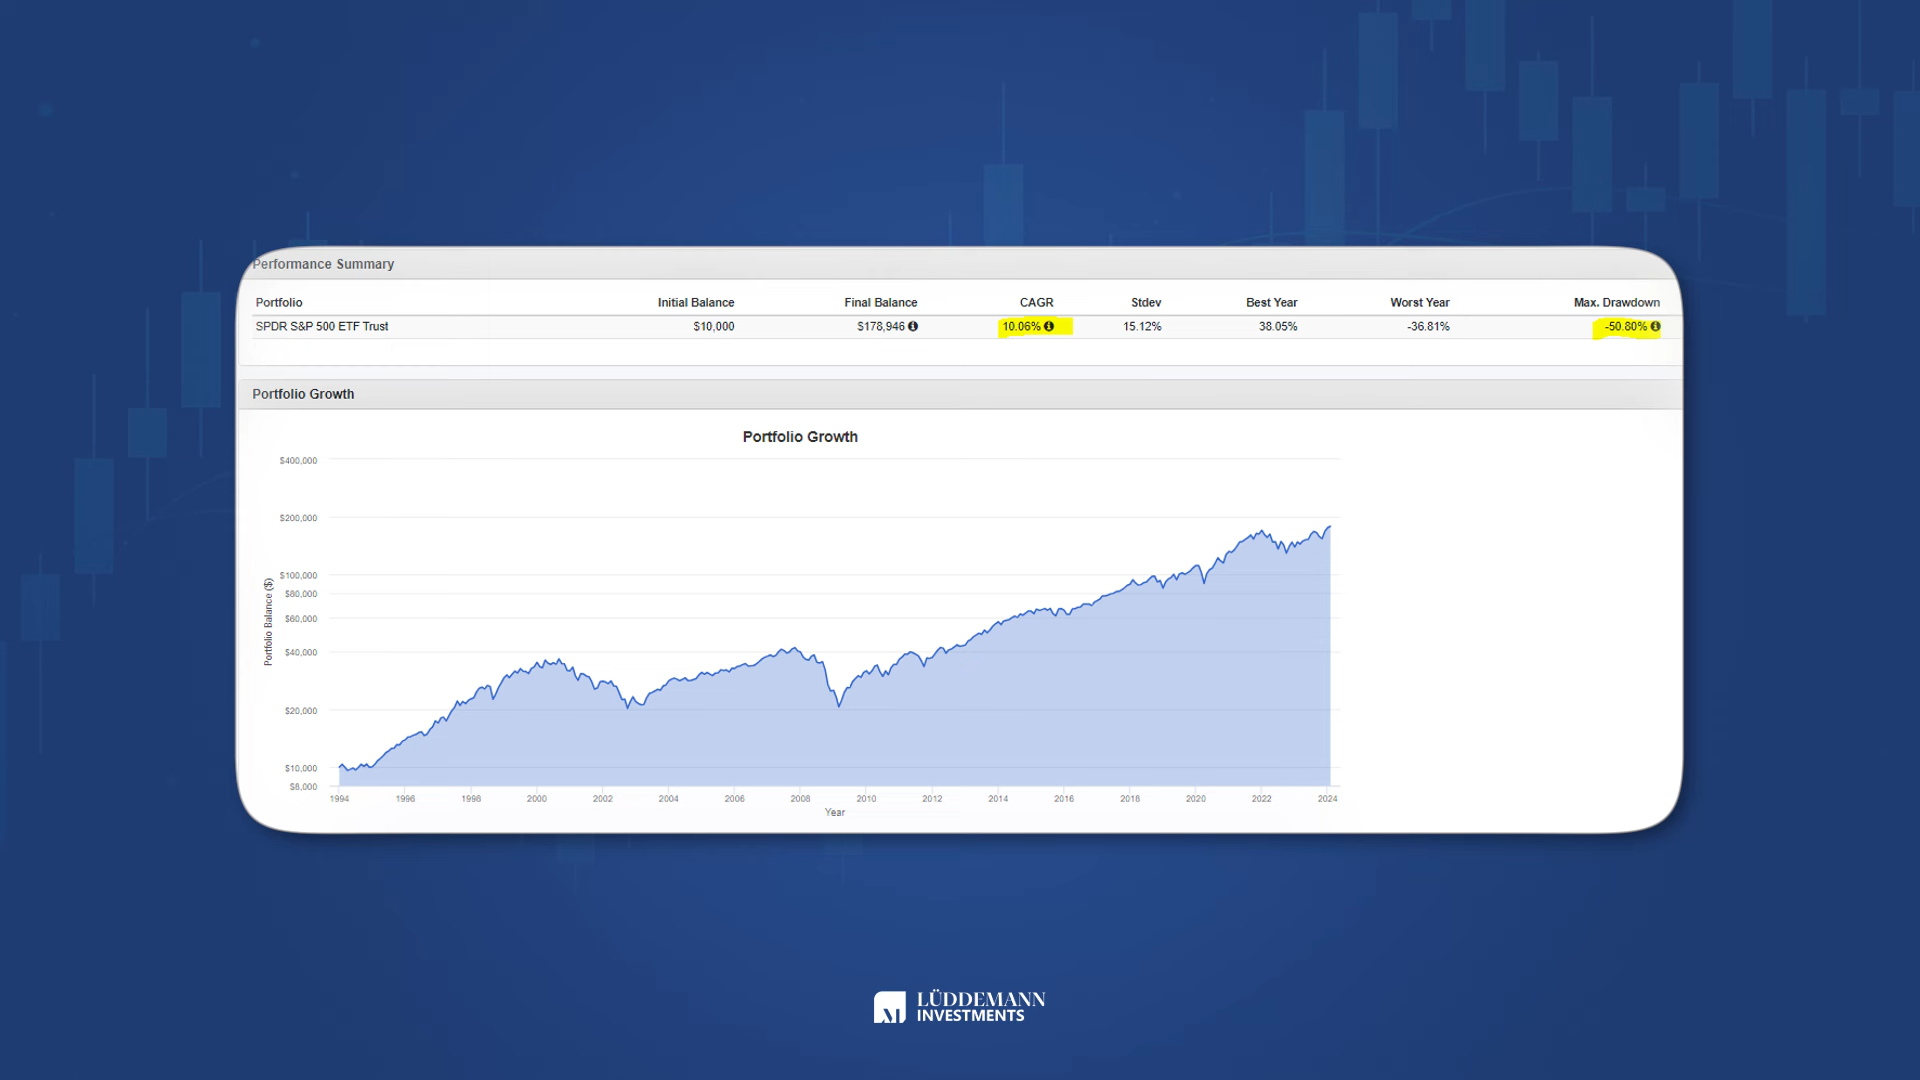 Performance Summary
Portfolio Initial Balance Final Balance CAGR Stdev Best Year Worst Year Max. Drawdown
SPDR S&P 500 ETF Trust $10,000 $178,946 10.06% 15.12% 38.05% -36.81% -50.80%
Portfolio Growth
Portfolio Growth
$400,000
$200,000
$100,000
$80,000
$60,000
$40,000
$20,000
$10,000
$8,000
Portfolio Balance ($)
1994 1996 1998 2000 2002 2004 2006 2008 2010 2012 2014 2016 2018 2020 2022 2024
Year
LÜDDEMANN
INVESTMENTS